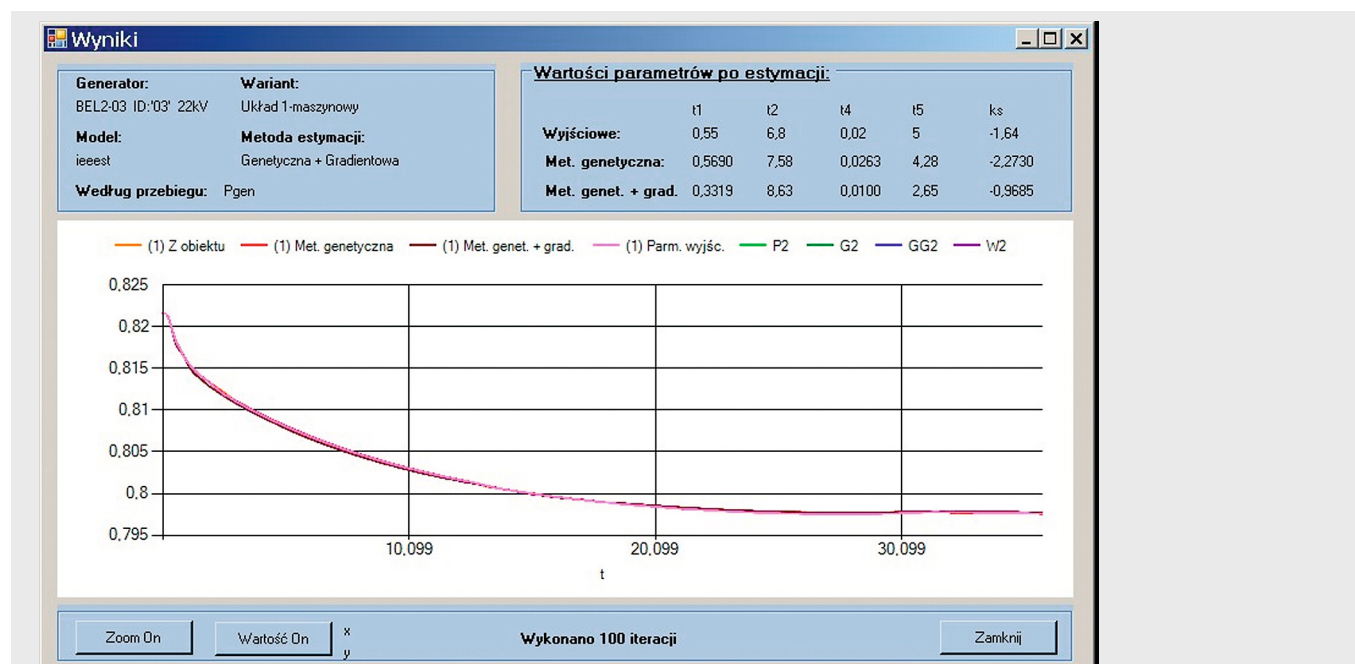 Wyniki
Generator: Wariant:
BEL2-03 ID:'03' 22kV Układ 1-maszynowy
Model: Metoda estymacji:
ieeest Genetyczna + Gradientowa
Według przebiegu: Pgen
Wartości parametrów po estymacji:
t1 t2 t4 t5 ks
Wyjściowe: 0,55 6,8 0,02 5 -1,64
Met. genetyczna: 0,5690 7,58 0,0263 4,28 -2,2730
Met. genet. + grad. 0,3319 8,63 0,0100 2,65 -0,9685
(1) Z obiektu (1) Met. genetyczna (1) Met. genet. + grad. (1) Parm. wyjśc. P2 G2 GG2 W2
0,825
0,82
0,815
0,81
0,805
0,8
0,795
10,099 20,099 30,099
t
Zoom On Wartość On x Wykonano 100 iteracji Zamknij
y